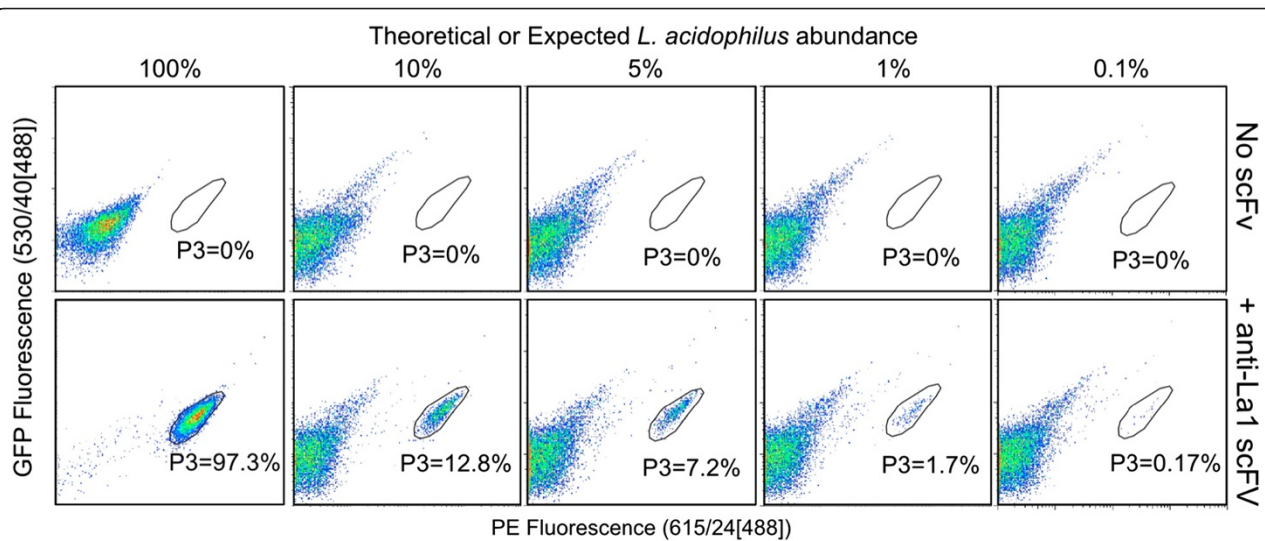 Theoretical or Expected L. acidophilus abundance
100% 10% 5% 1% 0.1%
GFP Fluorescence (530/40[488])
P3=0% P3=0% P3=0% P3=0% P3=0%
No scFv
P3=97.3% P3=12.8% P3=7.2% P3=1.7% P3=0.17%
+ anti-La1 scFV
PE Fluorescence (615/24[488])